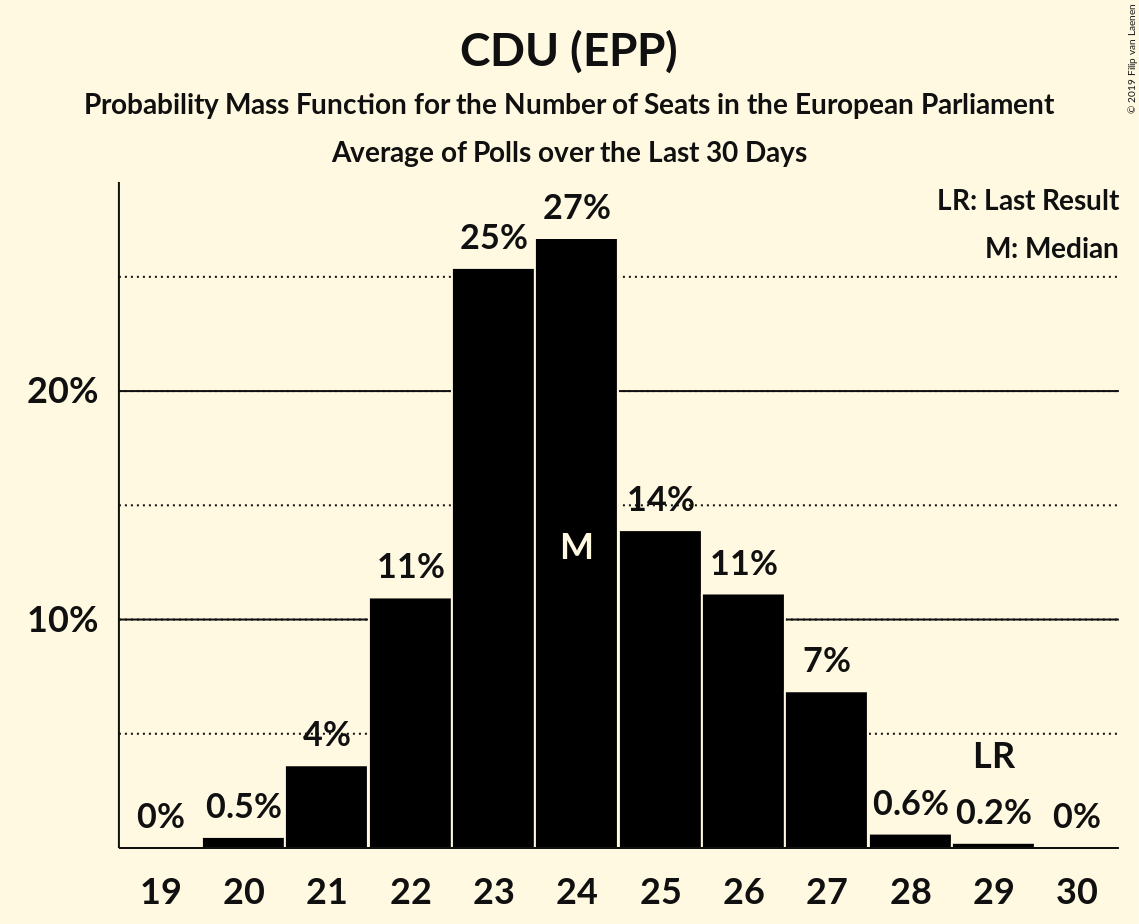 CDU (EPP)
Probability Mass Function for the Number of Seats in the European Parliament
Average of Polls over the Last 30 Days
© 2019 Filip van Laenen
LR: Last Result
M: Median
27%
25%
20%
14%
M
11%
11%
10%
7%
4%
LR
0%
0.5%
0.6%
0.2%
0%
19 20 21 22 23 24 25 26 27 28 29 30